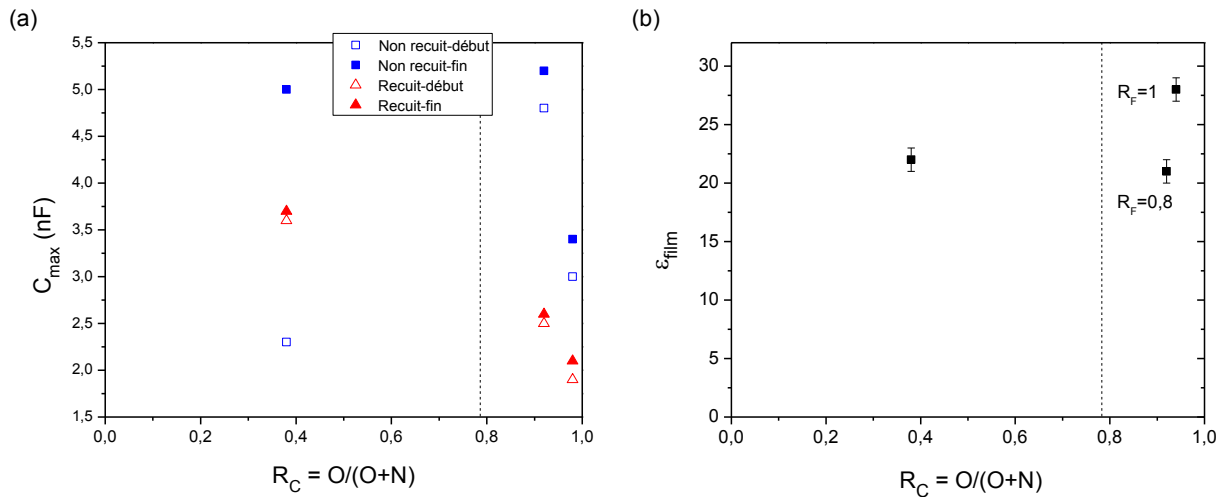 (a)
5,5
5,0
4,5
4,0
3,5
3,0
2,5
2,0
1,5
C_max (nF)
Non recuit-début
Non recuit-fin
Recuit-début
Recuit-fin
0,0 0,2 0,4 0,6 0,8 1,0
R_C = O/(O+N)
(b)
30
25
20
15
10
5
0
ε_film
R_F=1
R_F=0,8
0,0 0,2 0,4 0,6 0,8 1,0
R_C = O/(O+N)